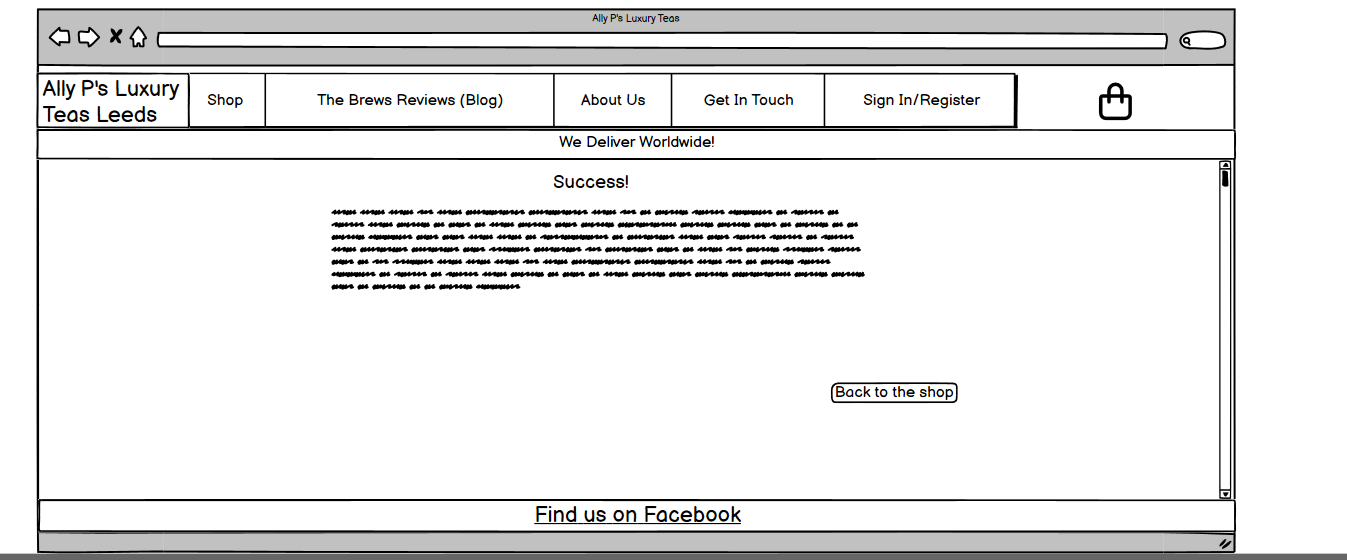 Ally P's Luxury Teas
Ally P's Luxury
Teas Leeds
Shop
The Brews Reviews (Blog)
About Us
Get In Touch
Sign In/Register
We Deliver Worldwide!
Success!
Back to the shop
Find us on Facebook